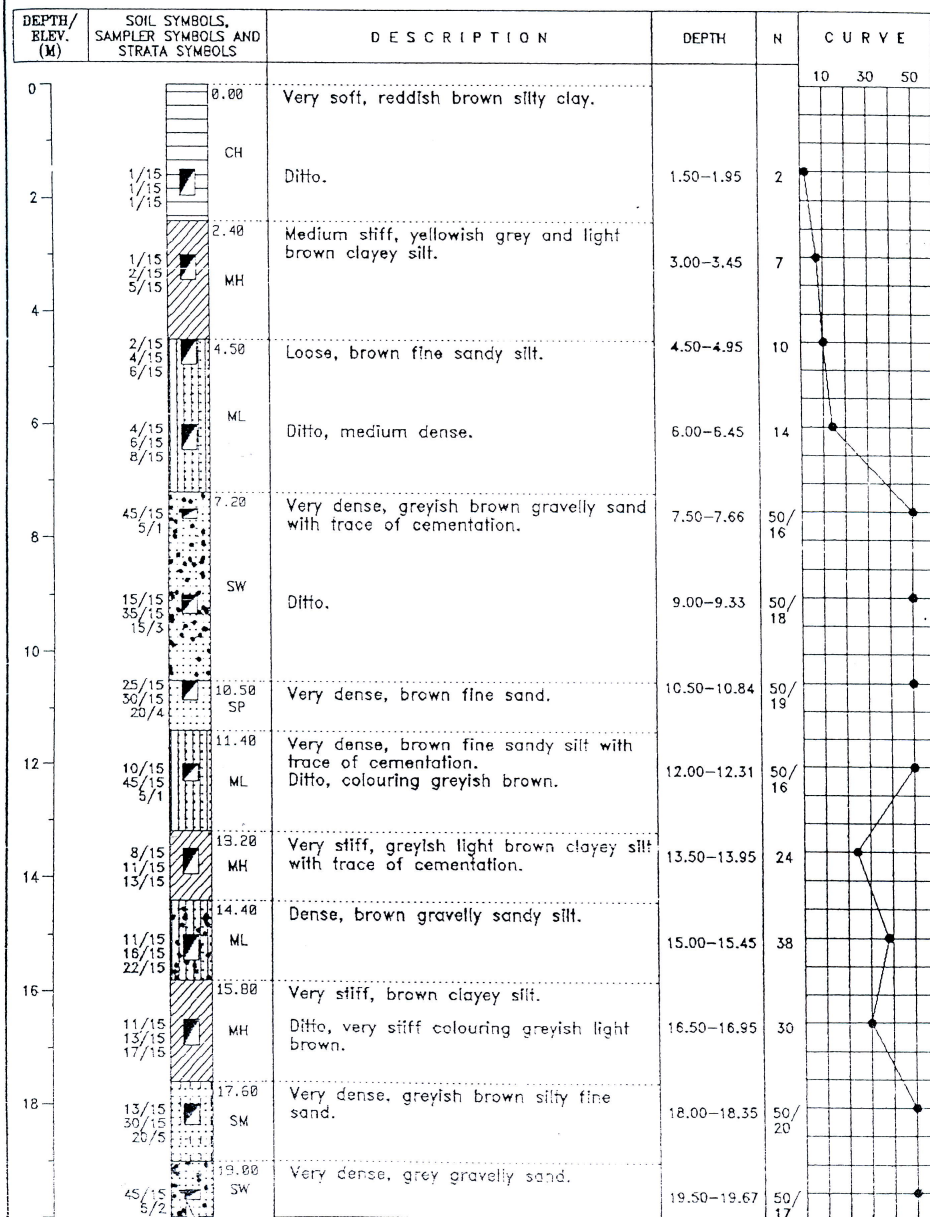 DEPTH/ SOIL SYMBOLS, DESCRIPTION DEPTH N CURVE
ELEV. SAMPLER SYMBOLS AND
(M) STRATA SYMBOLS
10 30 50
0 0.00 Very soft, reddish brown silty clay.
CH
1/15 Ditto. 1.50-1.95 2
1/15
1/15
2
2.40 Medium stiff, yellowish grey and light
brown clayey silt.
1/15 3.00-3.45 7
2/15
5/15 MH
4
2/15 4.50 Loose, brown fine sandy silt. 4.50-4.95 10
4/15
6/15
ML
6
4/15 Ditto, medium dense. 6.00-6.45 14
6/15
8/15
7.20 Very dense, greyish brown gravelly sand
with trace of cementation.
45/15 7.50-7.66 50/
5/1 16
8
SW
15/15 Ditto. 9.00-9.33 50/
35/15 18
15/3
10
25/15 10.50 Very dense, brown fine sand. 10.50-10.84 50/
30/15 SP 19
20/4
11.40 Very dense, brown fine sandy silt with
trace of cementation.
Ditto, colouring greyish brown.
12
10/15 12.00-12.31 50/
45/15 ML 16
5/1
13.20 Very stiff, greyish light brown clayey silt
with trace of cementation.
8/15 MH 13.50-13.95 24
11/15
13/15
14
14.40 Dense, brown gravelly sandy silt.
11/15 ML 15.00-15.45 38
16/15
22/15
15.80 Very stiff, brown clayey silt.
16
11/15 MH Ditto, very stiff colouring greyish light 16.50-16.95 30
13/15 brown.
17/15
17.60 Very dense, greyish brown silty fine
sand.
18
13/15 SM 18.00-18.35 50/
30/15 20
20/5
19.00 Very dense, grey gravelly sand.
SW
45/15 19.50-19.67 50/
5/2 17